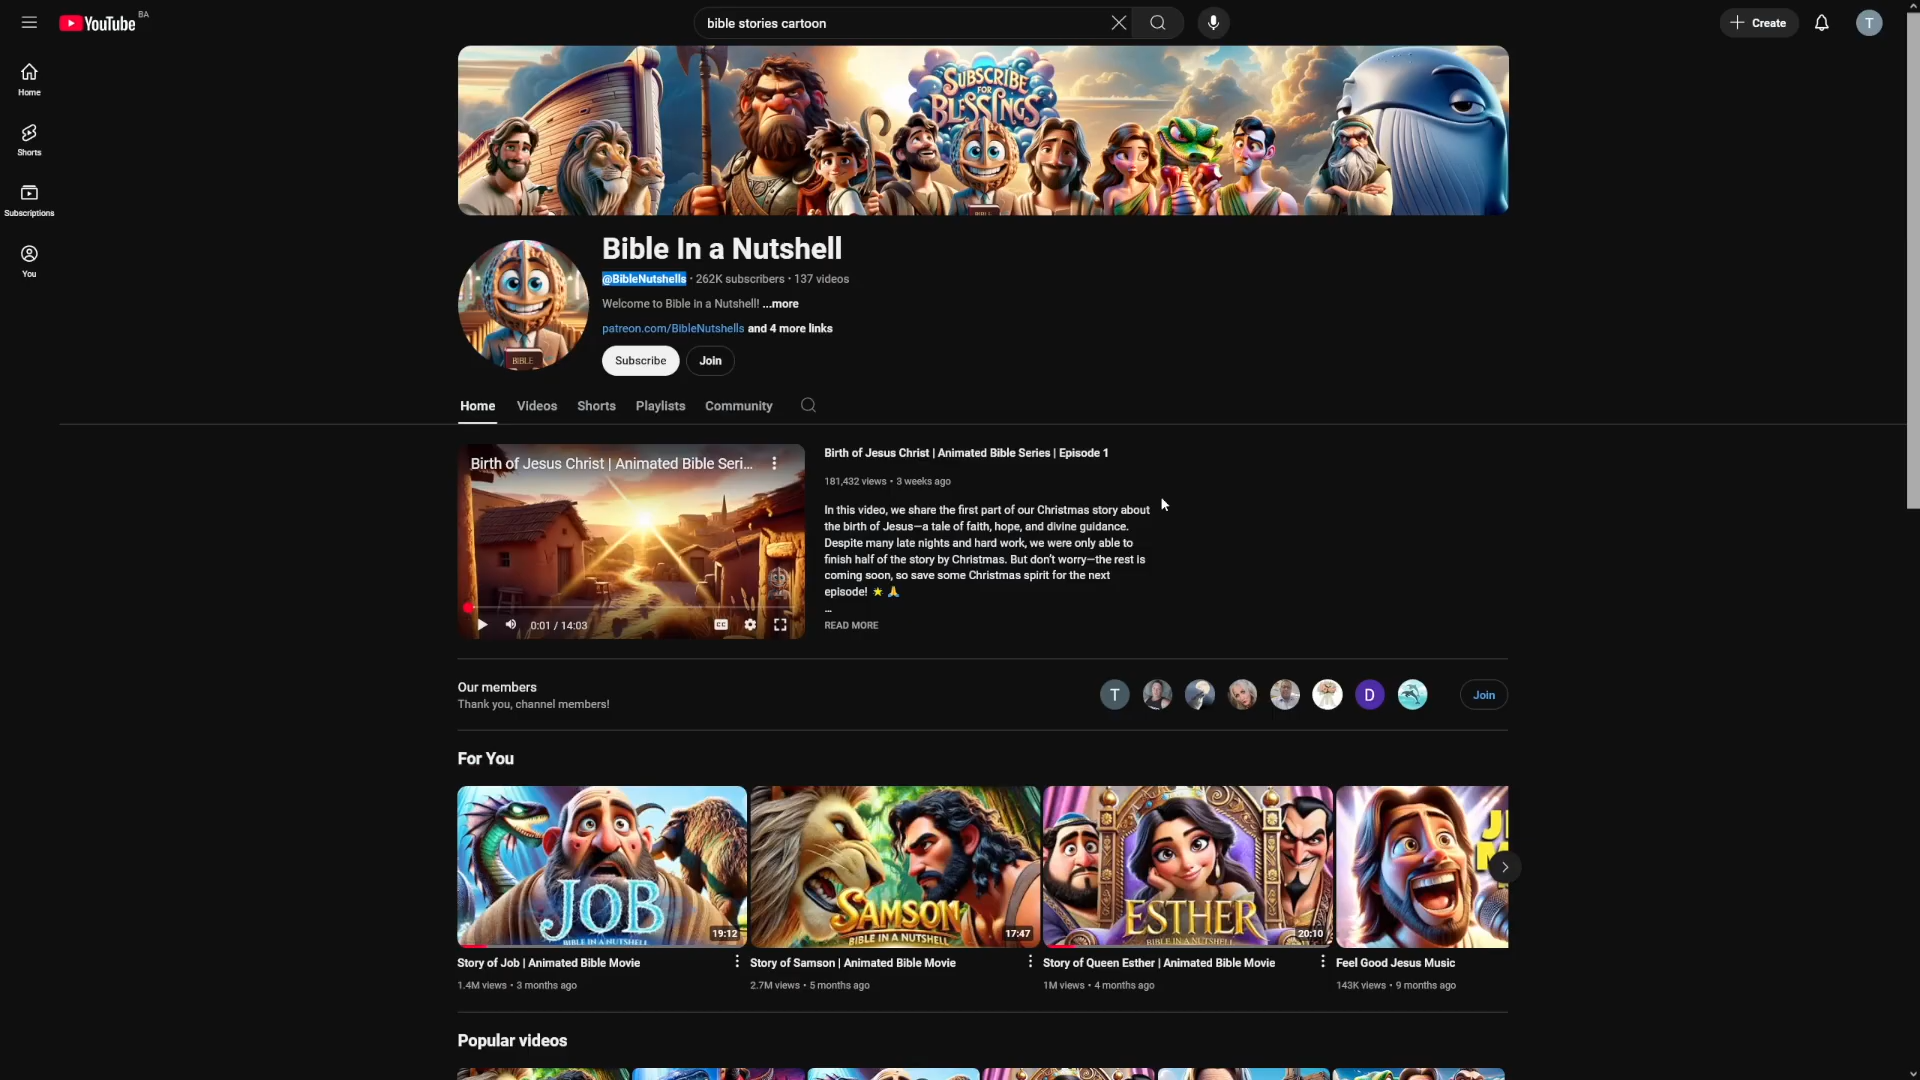 YouTube BA
bible stories cartoon
Create
T
Home
Shorts
Subscriptions
You
SUBSCRIBE
FOR
BLESSINGS
BIBLE
BIBLE
Bible In a Nutshell
@BibleNutshells • 262K subscribers • 137 videos
Welcome to Bible in a Nutshell! ...more
patreon.com/BibleNutshells and 4 more links
Subscribe
Join
Home
Videos
Shorts
Playlists
Community
Birth of Jesus Christ | Animated Bible Seri...
CC
0:01 / 14:03
Birth of Jesus Christ | Animated Bible Series | Episode 1
181,432 views • 3 weeks ago
In this video, we share the first part of our Christmas story about
the birth of Jesus—a tale of faith, hope, and divine guidance.
Despite many late nights and hard work, we were only able to
finish half of the story by Christmas. But don't worry—the rest is
coming soon, so save some Christmas spirit for the next
episode! ⭐ 🙏
...
READ MORE
Our members
Thank you, channel members!
T
D
Join
For You
JOB
BIBLE IN A NUTSHELL
19:12
SAMSON
BIBLE IN A NUTSHELL
17:47
ESTHER
BIBLE IN A NUTSHELL
20:10
Story of Job | Animated Bible Movie
1.4M views • 3 months ago
Story of Samson | Animated Bible Movie
2.7M views • 5 months ago
Story of Queen Esther | Animated Bible Movie
1M views • 4 months ago
Feel Good Jesus Music
143K views • 9 months ago
Popular videos